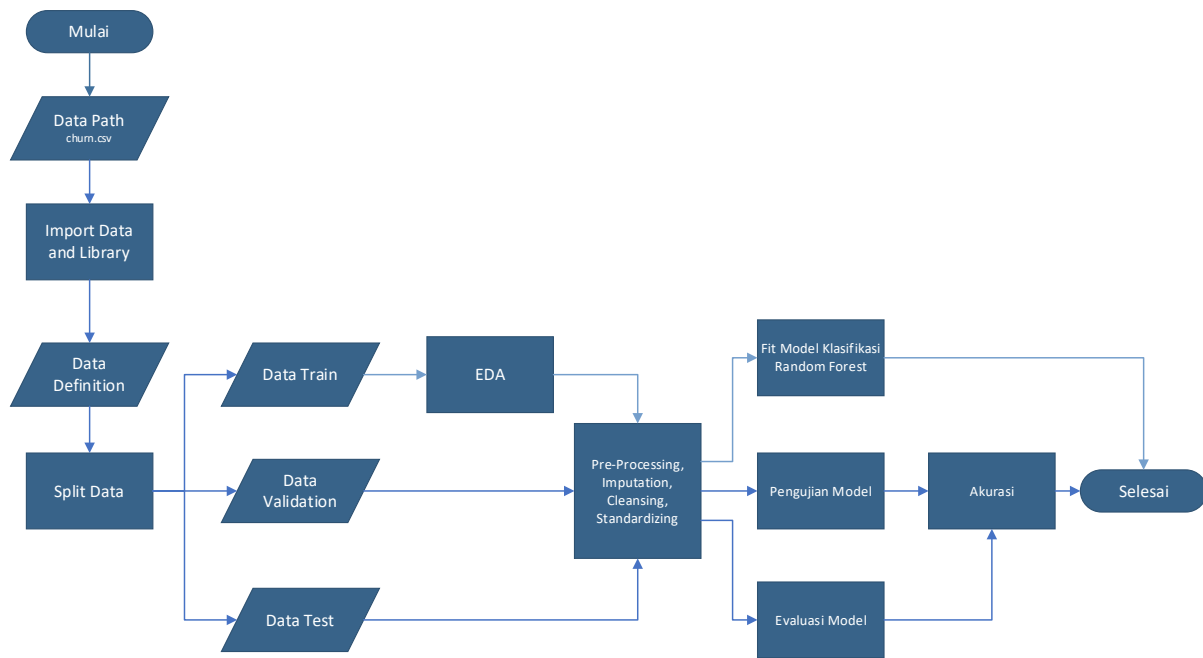 Mulai
Data Path
churn.csv
Import Data
and Library
Data
Definition
Split Data
Data Train
EDA
Data
Validation
Data Test
Pre-Processing,
Imputation,
Cleansing,
Standardizing
Fit Model Klasifikasi
Random Forest
Pengujian Model
Akurasi
Selesai
Evaluasi Model